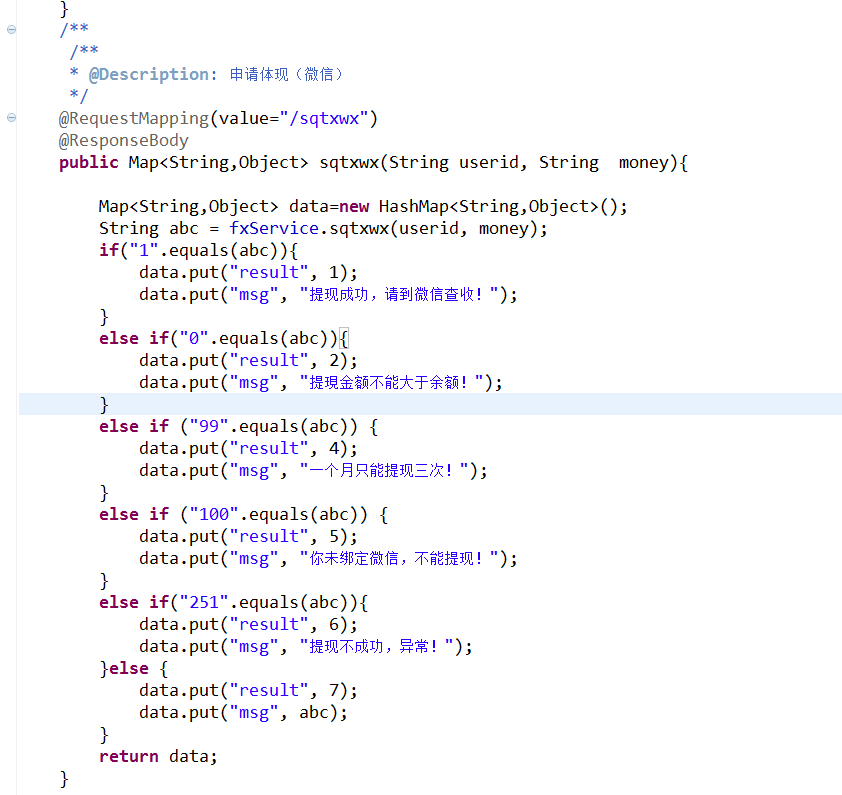 }
    /**
     /**
     * @Description: 申请体现（微信）
     */
    @RequestMapping(value="/sqtxwx")
    @ResponseBody
    public Map<String,Object> sqtxwx(String userid, String  money){

        Map<String,Object> data=new HashMap<String,Object>();
        String abc = fxService.sqtxwx(userid, money);
        if("1".equals(abc)){
            data.put("result", 1);
            data.put("msg", "提现成功，请到微信查收！");
        }
        else if("0".equals(abc)){
            data.put("result", 2);
            data.put("msg", "提現金额不能大于余额！");
        }
        else if ("99".equals(abc)) {
            data.put("result", 4);
            data.put("msg", "一个月只能提现三次！");
        }
        else if ("100".equals(abc)) {
            data.put("result", 5);
            data.put("msg", "你未绑定微信，不能提现！");
        }
        else if("251".equals(abc)){
            data.put("result", 6);
            data.put("msg", "提现不成功，异常！");
        }else {
            data.put("result", 7);
            data.put("msg", abc);
        }
        return data;
    }